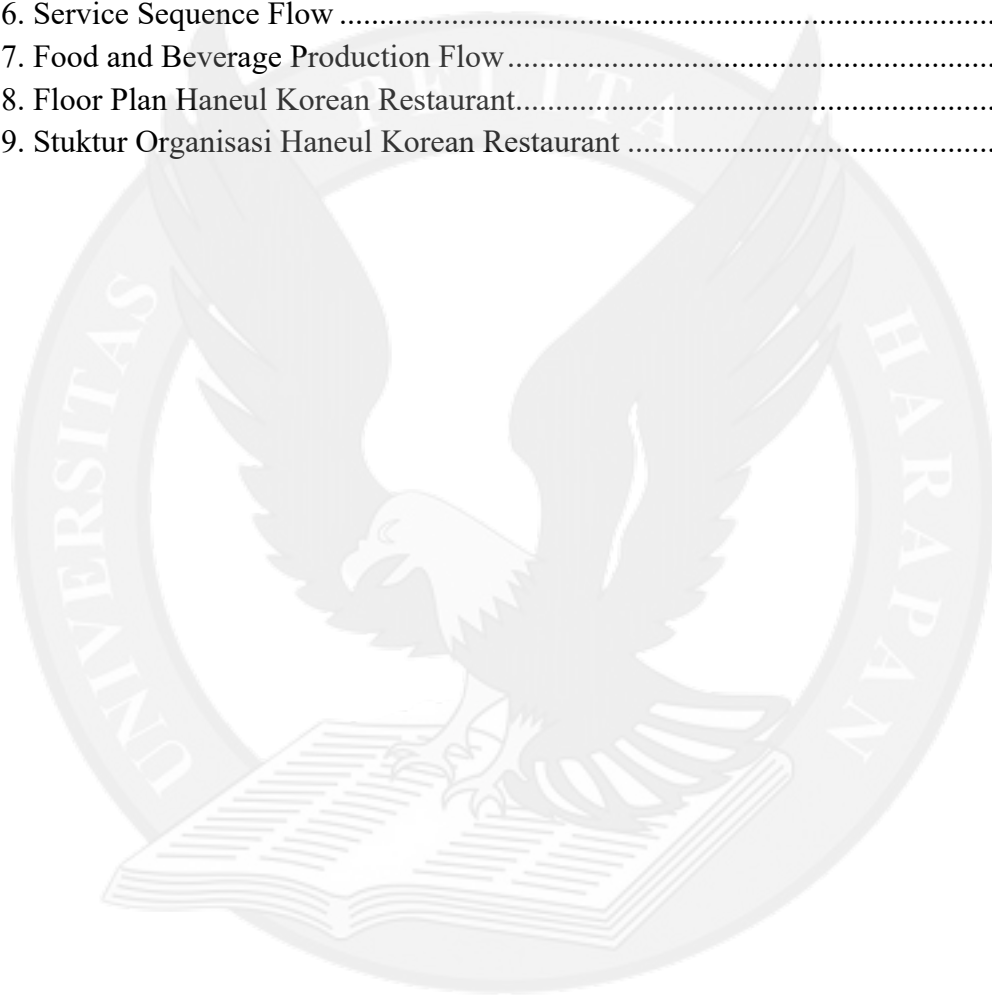 6. Service Sequence Flow ..........................................................................................
7. Food and Beverage Production Flow..................................................................
8. Floor Plan Haneul Korean Restaurant.................................................................
9. Stuktur Organisasi Haneul Korean Restaurant ..................................................
UNIVERSITAS PELITA HARAPAN